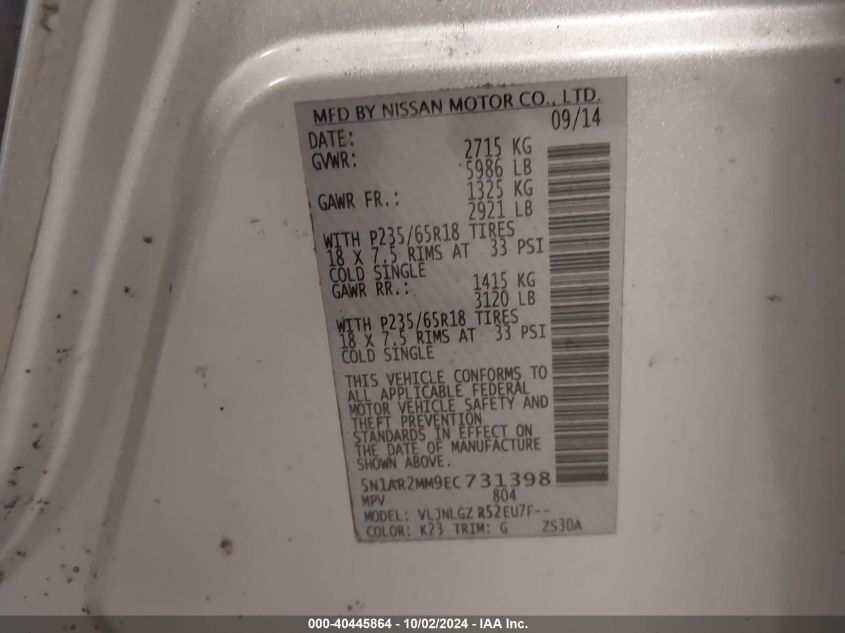 MFD BY NISSAN MOTOR CO., LTD.
DATE: 09/14
GVWR: 2715 KG
5986 LB
GAWR FR.: 1325 KG
2921 LB
WITH P235/65R18 TIRES
18 X 7.5 RIMS AT 33 PSI
COLD SINGLE
GAWR RR.: 1415 KG
3120 LB
WITH P235/65R18 TIRES
18 X 7.5 RIMS AT 33 PSI
COLD SINGLE
THIS VEHICLE CONFORMS TO
ALL APPLICABLE FEDERAL
MOTOR VEHICLE SAFETY AND
THEFT PREVENTION
STANDARDS IN EFFECT ON
THE DATE OF MANUFACTURE
SHOWN ABOVE.
5N1AR2MM9EC731398
MPV 804
MODEL: VLJNLGZ R52EU7F--
COLOR: K23 TRIM: G ZS30A
000-40445864 - 10/02/2024 - IAA Inc.